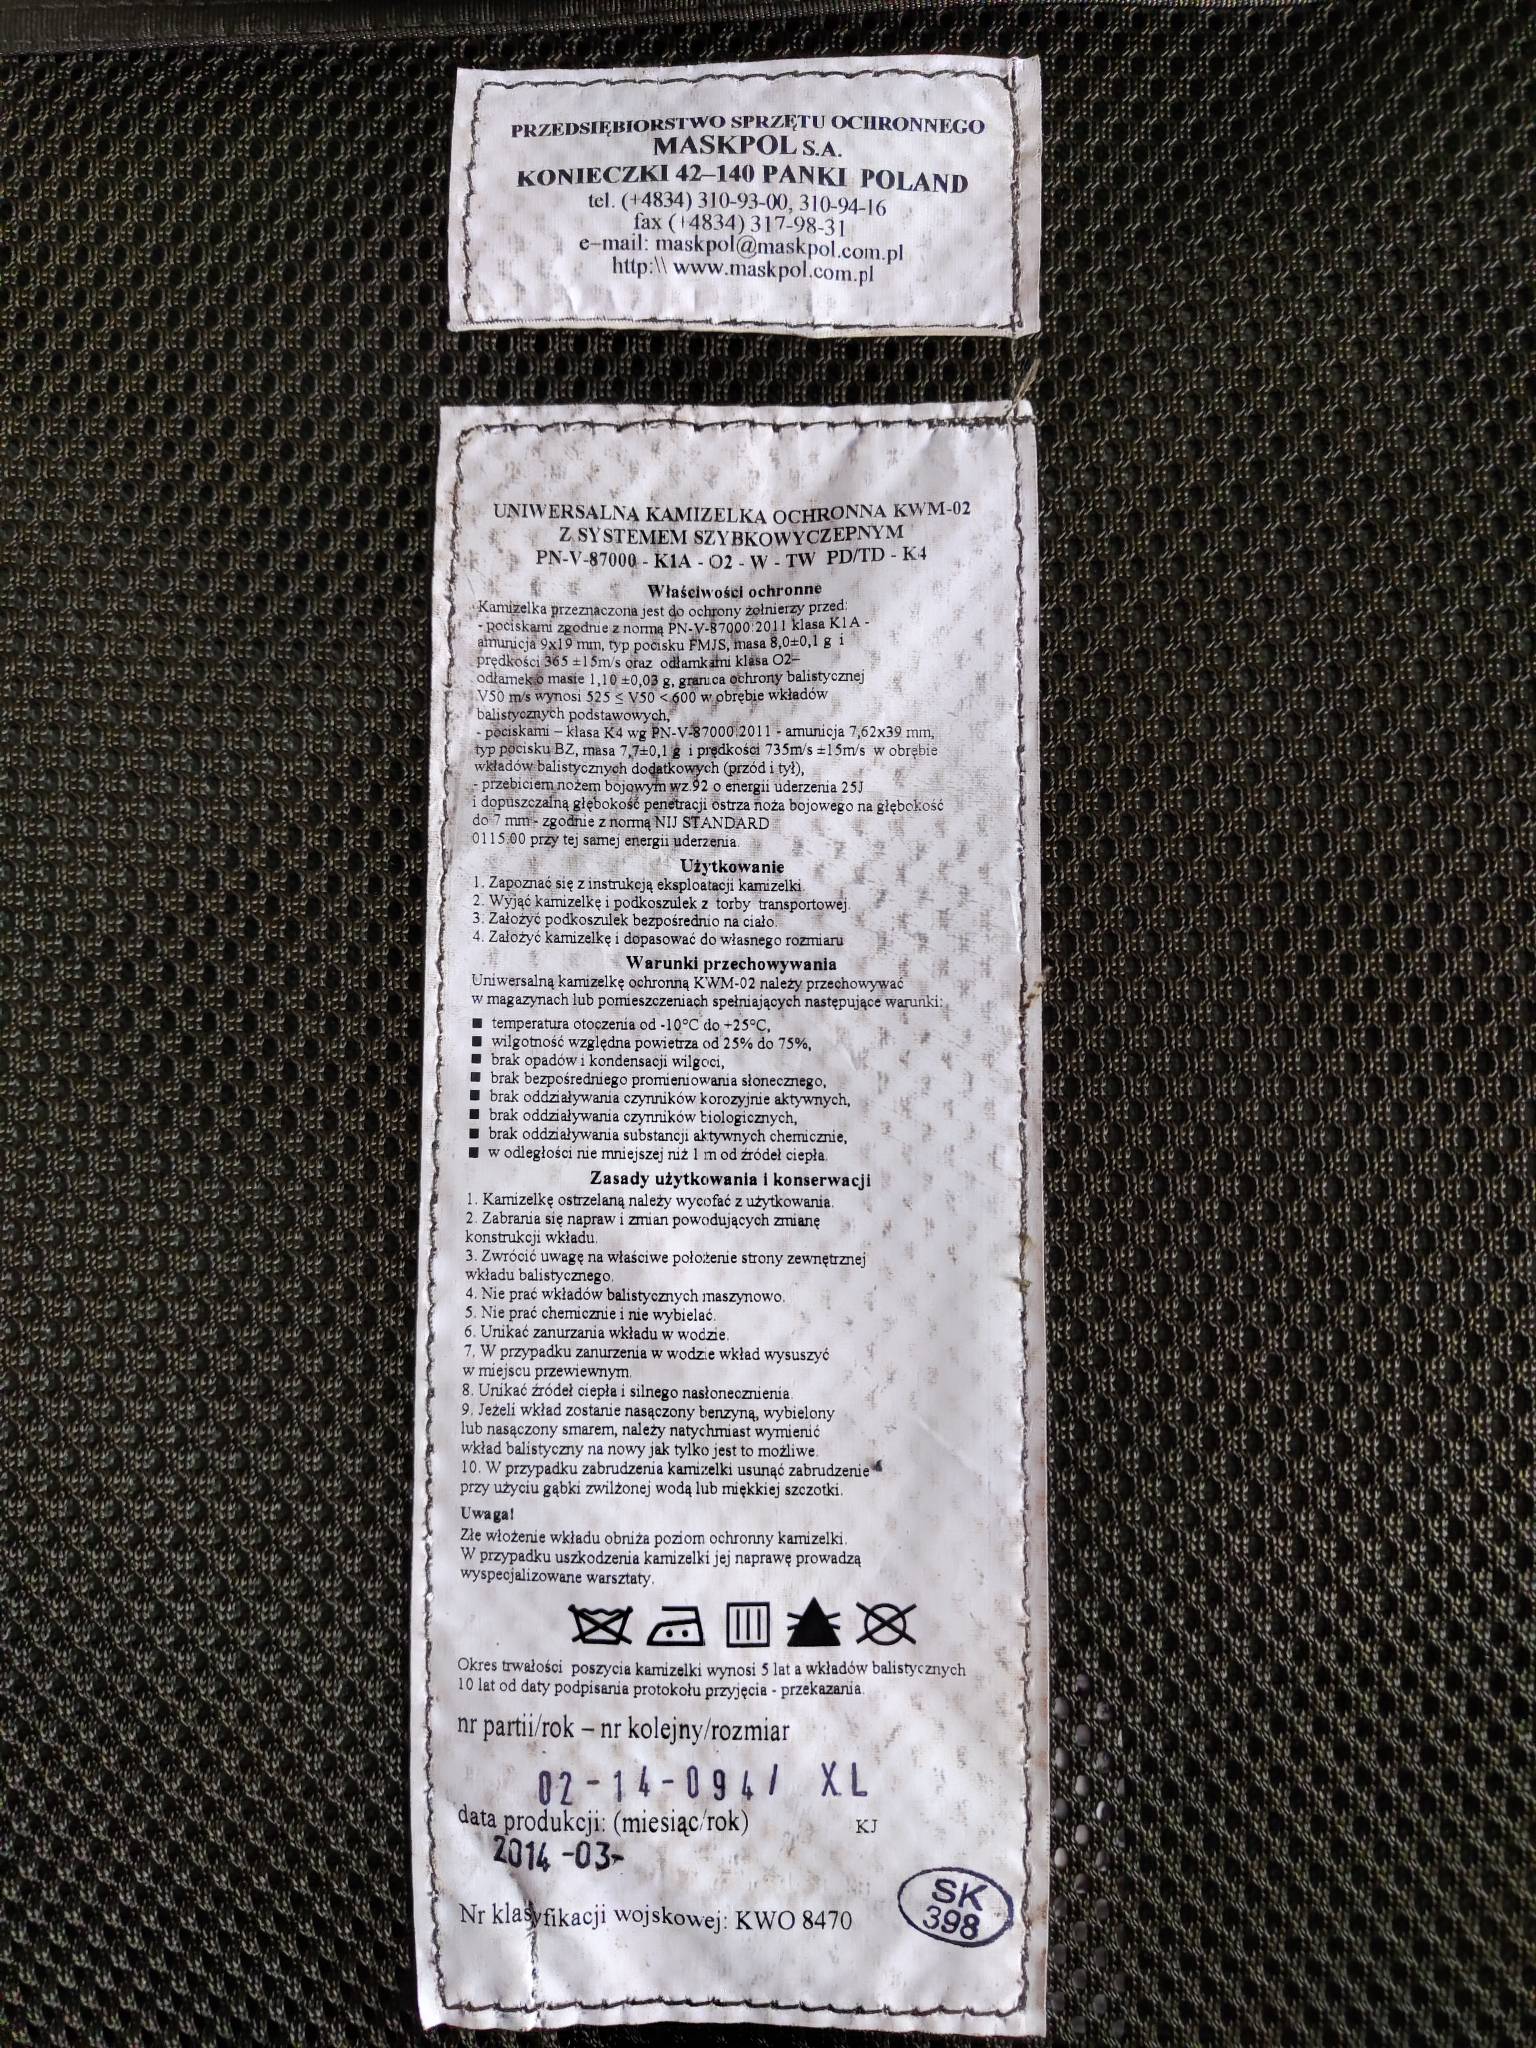 PRZEDSIĘBIORSTWO SPRZĘTU OCHRONNEGO
MASKPOL S.A.
KONIECZKI 42–140 PANKI POLAND
tel. (+4834) 310-93-00, 310-94-16
fax (+4834) 317-98-31
e–mail: maskpol@maskpol.com.pl
http:\\ www.maskpol.com.pl
UNIWERSALNA KAMIZELKA OCHRONNA KWM-02
Z SYSTEMEM SZYBKOWYCZEPNYM
PN-V-87000 - K1A - O2 - W - TW PD/TD - K4
Właściwości ochronne
Kamizelka przeznaczona jest do ochrony żołnierzy przed:
- pociskami zgodnie z normą PN-V-87000:2011 klasa K1A -
amunicja 9x19 mm, typ pocisku FMJS, masa 8,0±0,1 g i
prędkości 365 ±15m/s oraz odłamkami klasa O2–
odłamek o masie 1,10 ±0,03 g, granica ochrony balistycznej
V50 m/s wynosi 525 ≤ V50 < 600 w obrębie wkładów
balistycznych podstawowych,
- pociskami – klasa K4 wg PN-V-87000:2011 - amunicja 7,62x39 mm,
typ pocisku BZ, masa 7,7±0,1 g i prędkości 735m/s ±15m/s w obrębie
wkładów balistycznych dodatkowych (przód i tył),
- przebiciem nożem bojowym wz.92 o energii uderzenia 25J
i dopuszczalną głębokość penetracji ostrza noża bojowego na głębokość
do 7 mm - zgodnie z normą NIJ STANDARD
0115.00 przy tej samej energii uderzenia.
Użytkowanie
1. Zapoznać się z instrukcją eksploatacji kamizelki.
2. Wyjąć kamizelkę i podkoszulek z torby transportowej.
3. Założyć podkoszulek bezpośrednio na ciało.
4. Założyć kamizelkę i dopasować do własnego rozmiaru
Warunki przechowywania
Uniwersalną kamizelkę ochronną KWM-02 należy przechowywać
w magazynach lub pomieszczeniach spełniających następujące warunki:
■ temperatura otoczenia od -10°C do +25°C,
■ wilgotność względna powietrza od 25% do 75%,
■ brak opadów i kondensacji wilgoci,
■ brak bezpośredniego promieniowania słonecznego,
■ brak oddziaływania czynników korozyjnie aktywnych,
■ brak oddziaływania czynników biologicznych,
■ brak oddziaływania substancji aktywnych chemicznie,
■ w odległości nie mniejszej niż 1 m od źródeł ciepła.
Zasady użytkowania i konserwacji
1. Kamizelkę ostrzelaną należy wycofać z użytkowania.
2. Zabrania się napraw i zmian powodujących zmianę
konstrukcji wkładu.
3. Zwrócić uwagę na właściwe położenie strony zewnętrznej
wkładu balistycznego.
4. Nie prać wkładów balistycznych maszynowo.
5. Nie prać chemicznie i nie wybielać.
6. Unikać zanurzania wkładu w wodzie.
7. W przypadku zanurzenia w wodzie wkład wysuszyć
w miejscu przewiewnym.
8. Unikać źródeł ciepła i silnego nasłonecznienia.
9. Jeżeli wkład zostanie nasączony benzyną, wybielony
lub nasączony smarem, należy natychmiast wymienić
wkład balistyczny na nowy jak tylko jest to możliwe.
10. W przypadku zabrudzenia kamizelki usunąć zabrudzenie
przy użyciu gąbki zwilżonej wodą lub miękkiej szczotki.
Uwaga!
Złe włożenie wkładu obniża poziom ochronny kamizelki.
W przypadku uszkodzenia kamizelki jej naprawę prowadzą
wyspecjalizowane warsztaty.
Okres trwałości poszycia kamizelki wynosi 5 lat a wkładów balistycznych
10 lat od daty podpisania protokołu przyjęcia - przekazania.
nr partii/rok – nr kolejny/rozmiar
02-14-094/ XL
data produkcji: (miesiąc/rok) KJ
2014 -03-
Nr klasyfikacji wojskowej: KWO 8470
SK
398